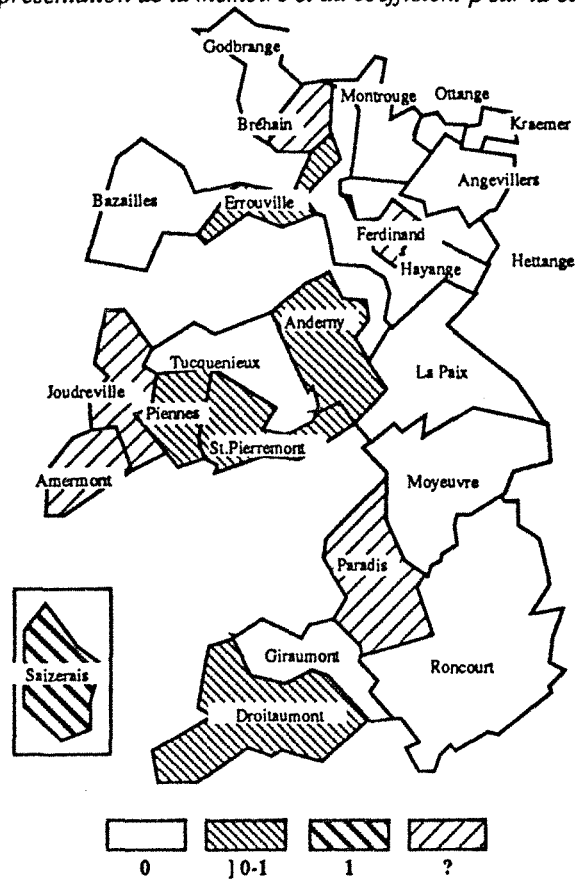 Godbrange
Montrouge
Ottange
Bréhain
Kraemer
Angevillers
Bazailles
Errouville
Ferdinand
Hayange
Hettange
Anderny
Tucquenieux
La Paix
Joudreville
Piennes
St.Pierremont
Amermont
Moyeuvre
Paradis
Giraumont
Saizerais
Roncourt
Droitaumont
0 ] 0-1 1 ?